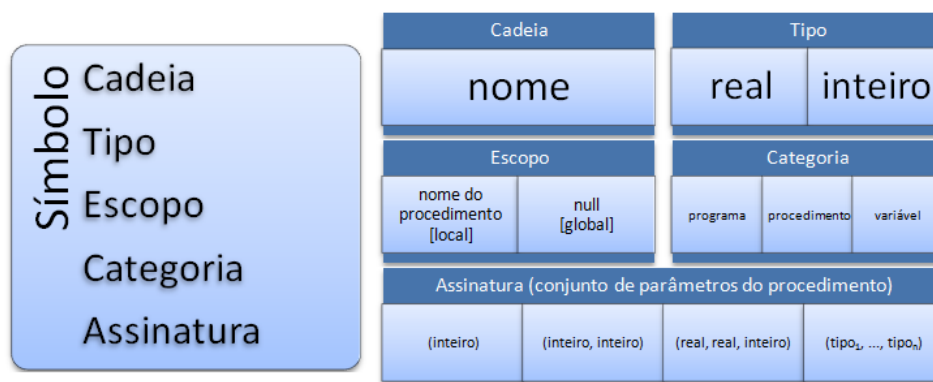 Símbolo
Cadeia
Tipo
Escopo
Categoria
Assinatura
Cadeia
nome
Tipo
real
inteiro
Escopo
nome do
procedimento
[local]
null
[global]
Categoria
programa
procedimento
variável
Assinatura (conjunto de parâmetros do procedimento)
(inteiro)
(inteiro, inteiro)
(real, real, inteiro)
(tipo₁, ..., tipoₙ)